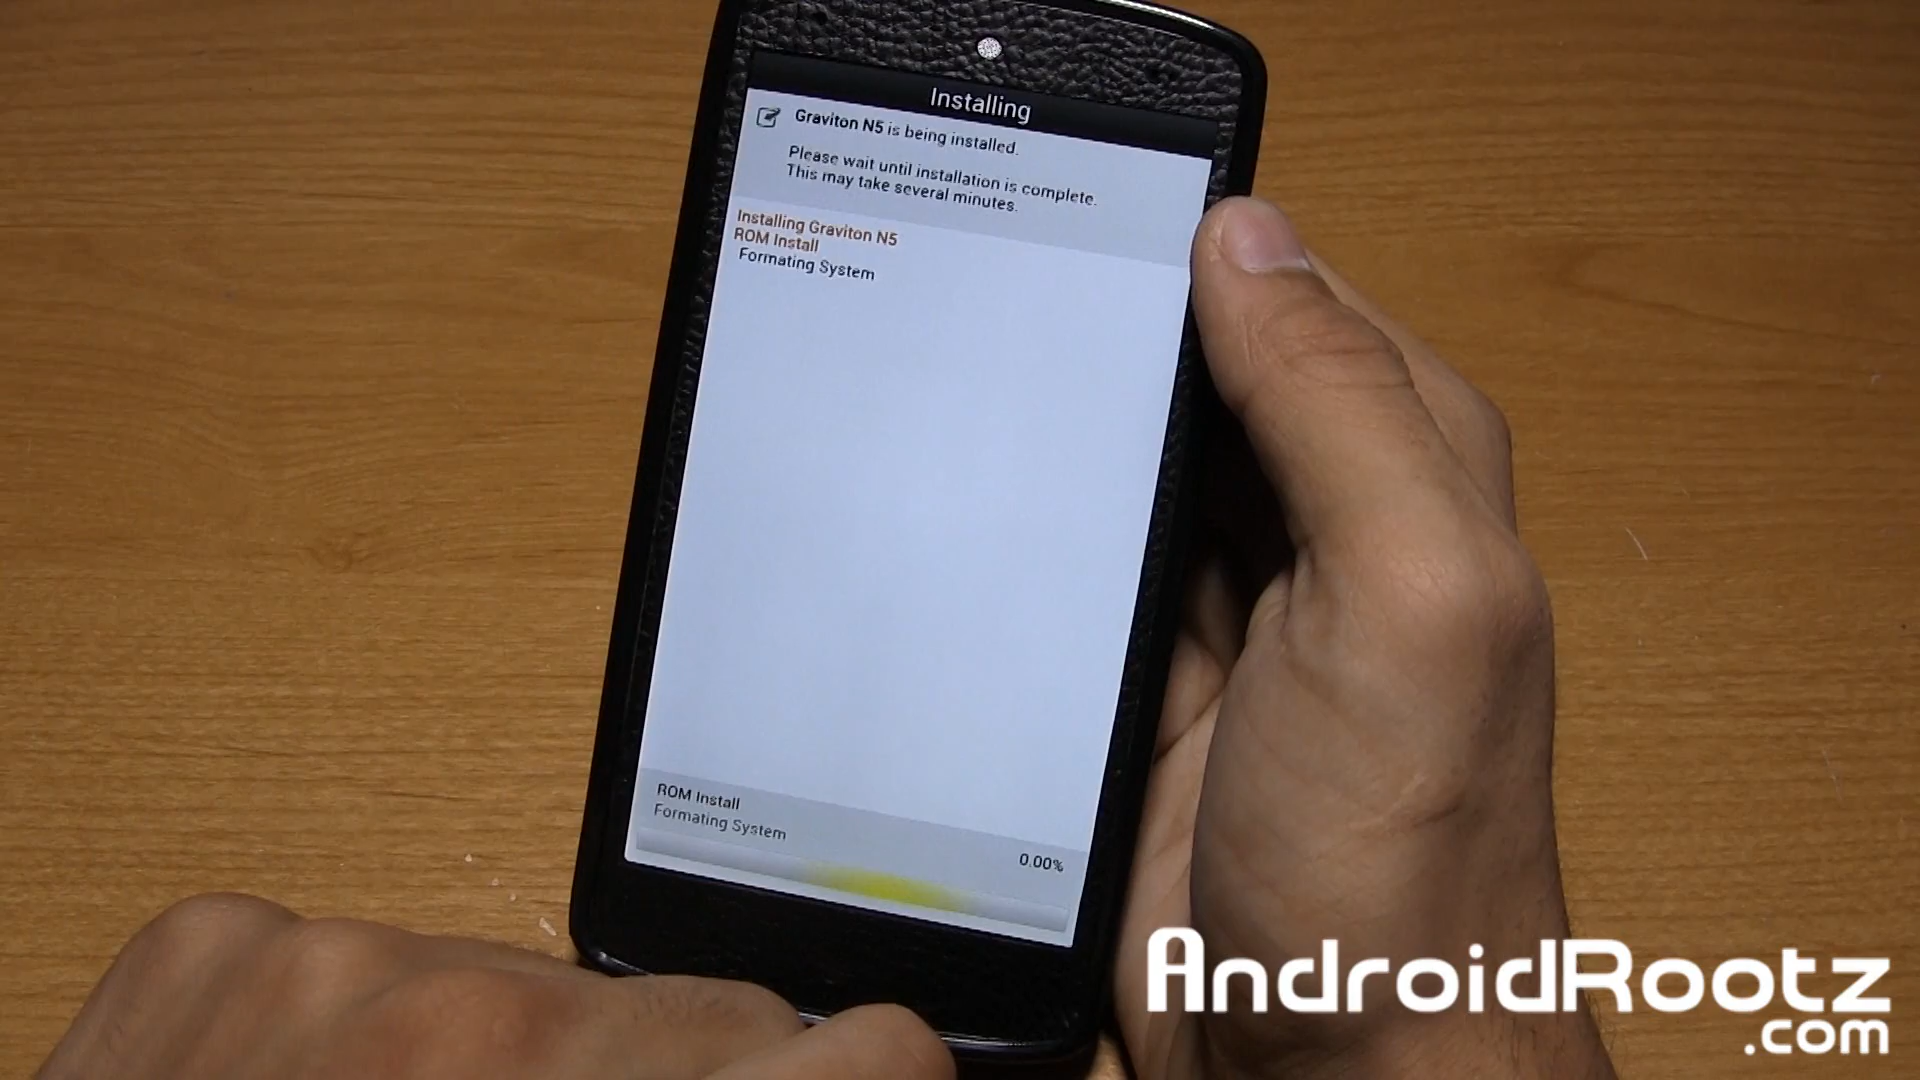 Installing
Graviton N5 is being installed.
Please wait until installation is complete.
This may take several minutes.
Installing Graviton N5
ROM Install
Formating System
ROM Install
Formating System
0.00%
AndroidRootz
.com